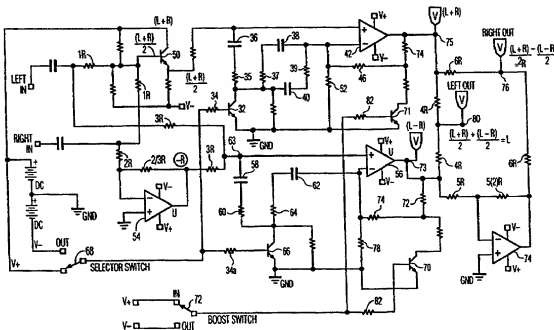 (L+R)
V+
V
(L+R)
(L+R)
2
50
36
38
42
V-
74
75
RIGHT OUT
V
(L+R)-(L-R)
2R
1R
LEFT
IN
1R
(L+R)
2
35
37
39
46
52
40
6R
76
LEFT OUT
V
V-
34
32
82
71
4R
80
(L+R) + (L-R) = L
2 2
3R
GND
V-
RIGHT
IN
2R
2/3R
-R
3R
63
58
62
U
56
(L-R)
V
73
4R
6R
V-
54
U
V+
60
64
74
72
5R
5(2)R
DC
DC
GND
GND
V-
OUT
66
78
70
V-
74
V+
GND
V+
68
SELECTOR SWITCH
34a
GND
82
V+
IN
72
BOOST SWITCH
V-
OUT